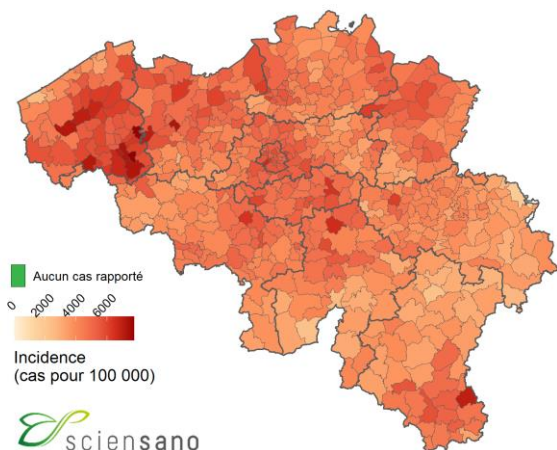 Aucun cas rapporté
0 2000 4000 6000
Incidence
(cas pour 100 000)
sciensano